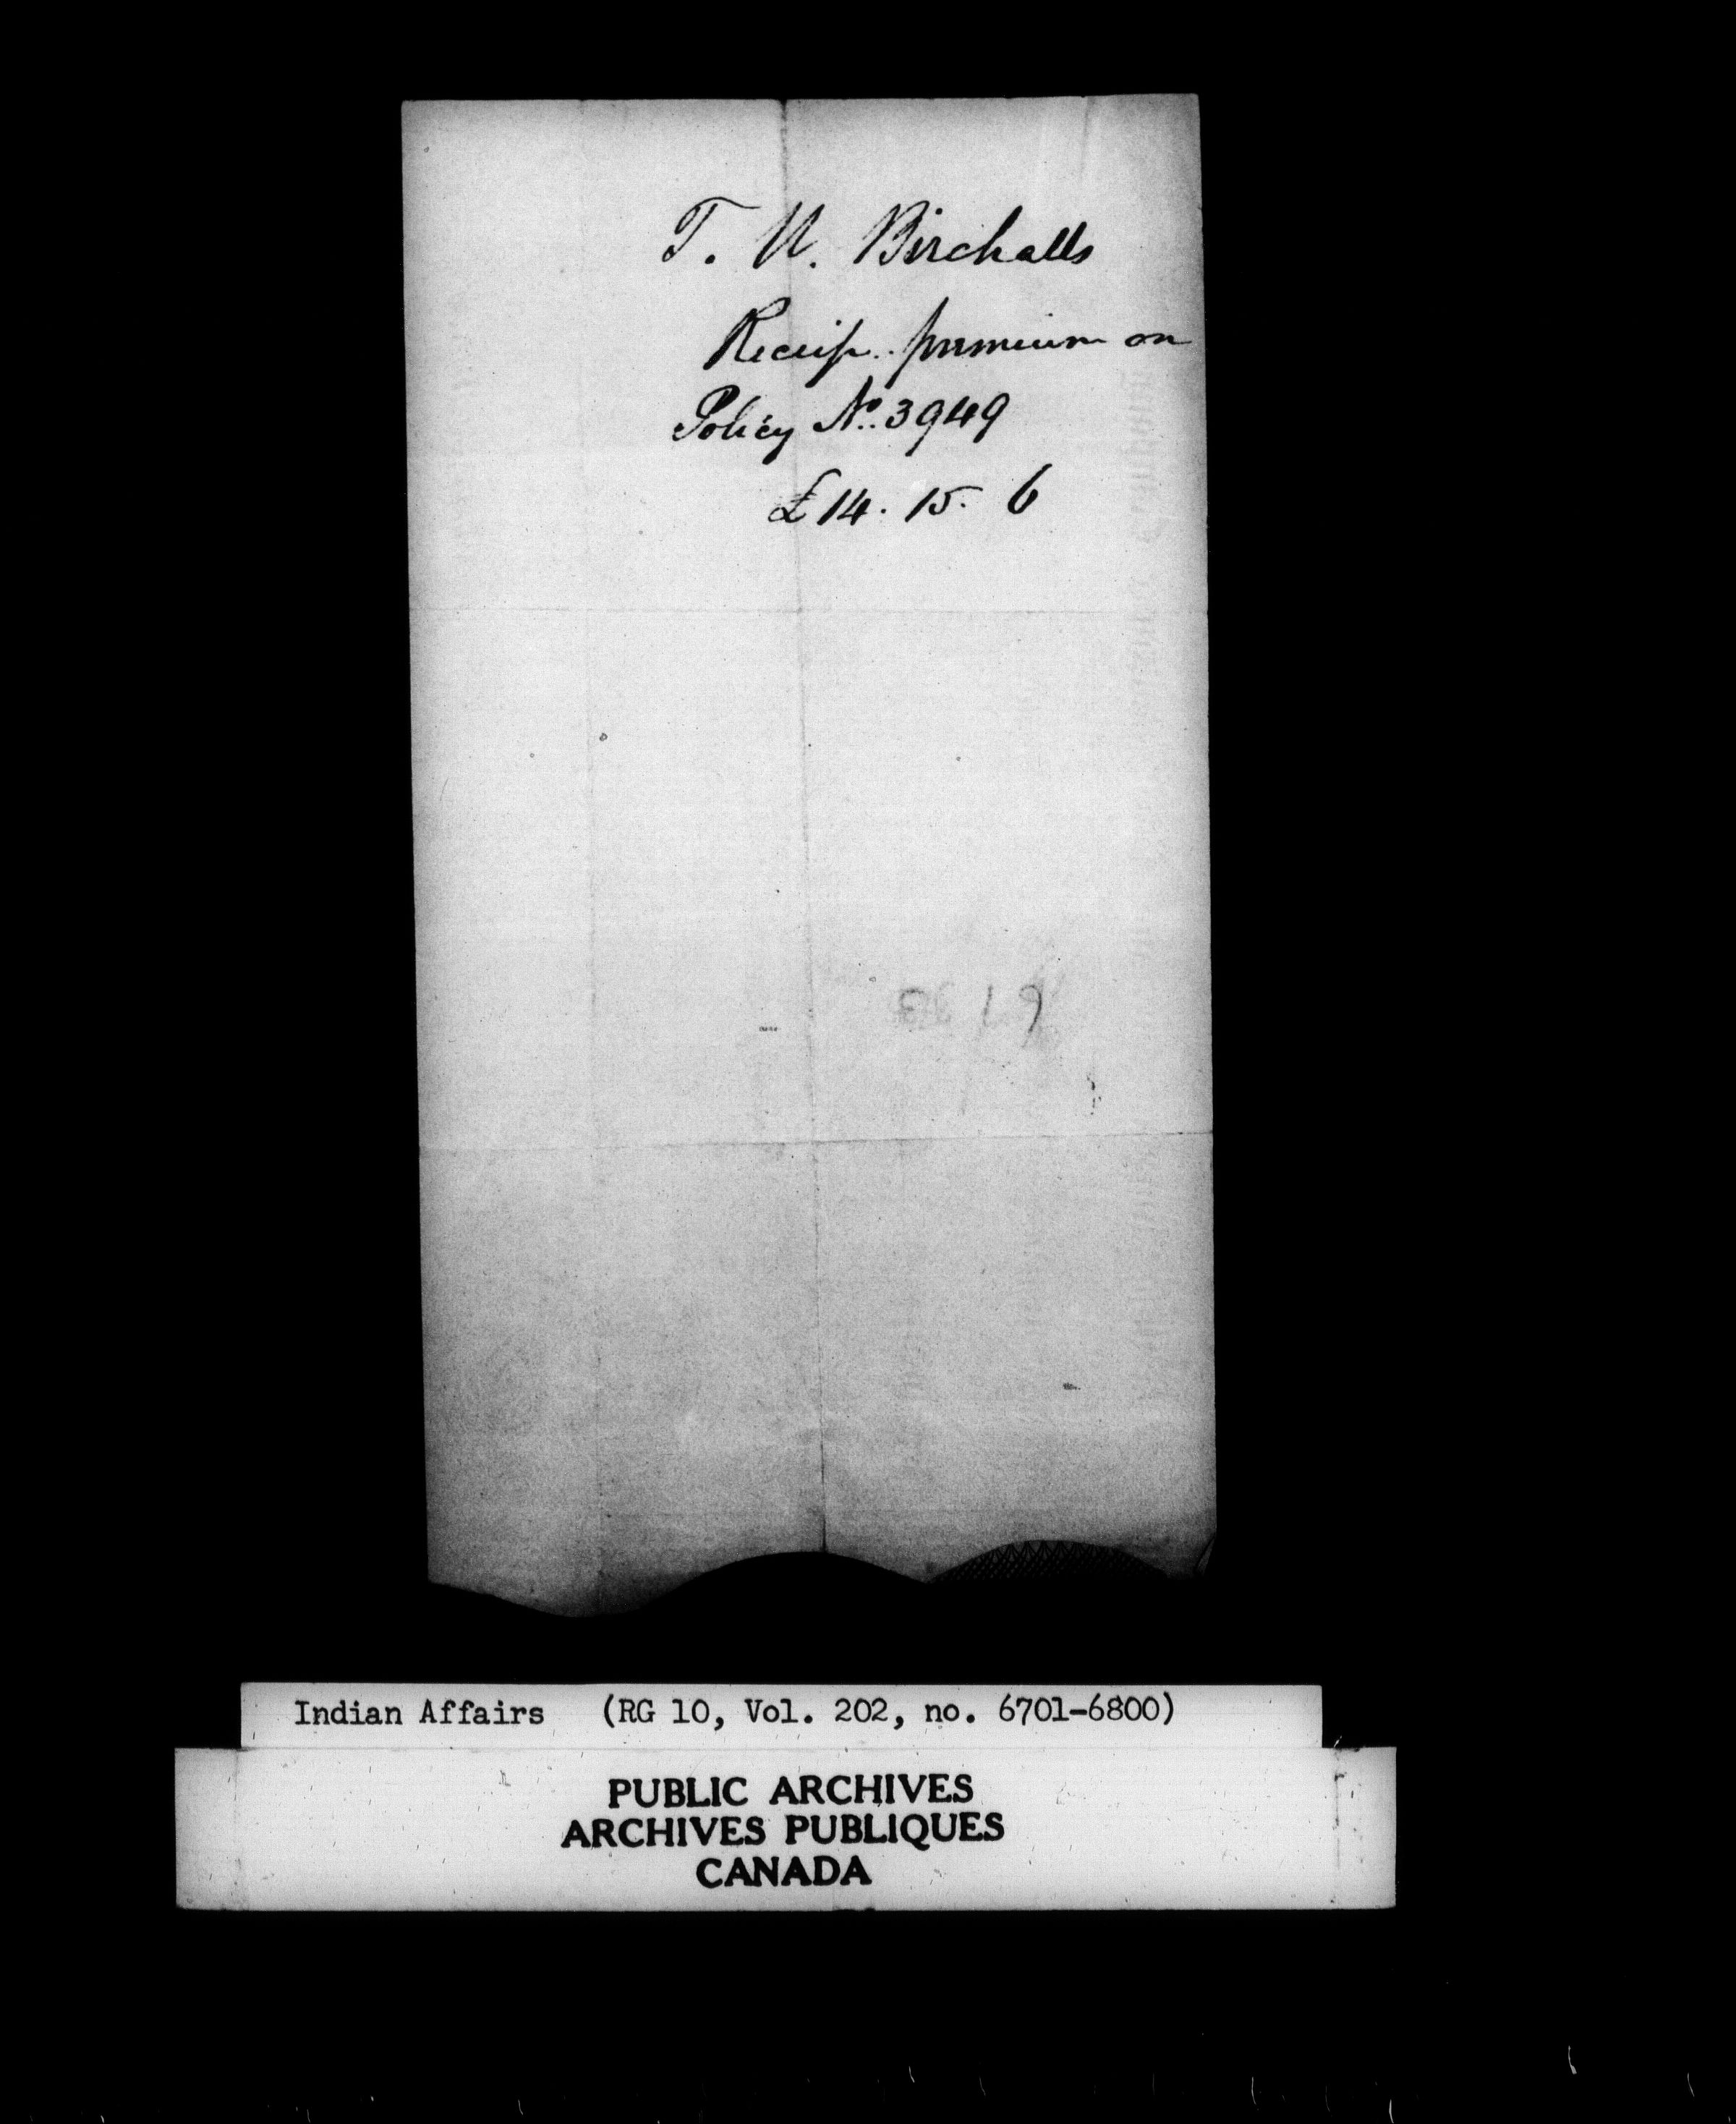 T. W. Birchalls
Receip. premium on
Policy No. 3949
£14. 15. 6
Indian Affairs (RG 10, Vol. 202, no. 6701-6800)
PUBLIC ARCHIVES
ARCHIVES PUBLIQUES
CANADA